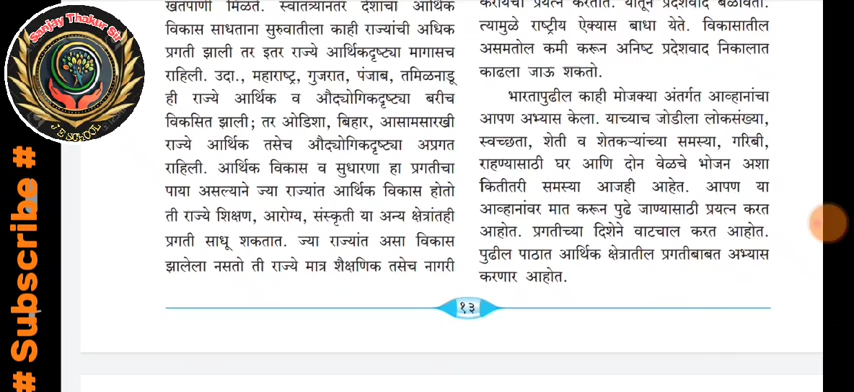 Sanjay Thakur Sir
J E SCHOOL
# Subscribe #
खतपाणी मिळते. स्वातंत्र्यानंतर देशाचा आर्थिक
विकास साधताना सुरुवातीला काही राज्यांची अधिक
प्रगती झाली तर इतर राज्ये आर्थिकदृष्ट्या मागासच
राहिली. उदा., महाराष्ट्र, गुजरात, पंजाब, तमिळनाडू
ही राज्ये आर्थिक व औद्योगिकदृष्ट्या बरीच
विकसित झाली; तर ओडिशा, बिहार, आसामसारखी
राज्ये आर्थिक तसेच औद्योगिकदृष्ट्या अप्रगत
राहिली. आर्थिक विकास व सुधारणा हा प्रगतीचा
पाया असल्याने ज्या राज्यांत आर्थिक विकास होतो
ती राज्ये शिक्षण, आरोग्य, संस्कृती या अन्य क्षेत्रांतही
प्रगती साधू शकतात. ज्या राज्यांत असा विकास
झालेला नसतो ती राज्ये मात्र शैक्षणिक तसेच नागरी
करायचा प्रयत्न करतात. यातून प्रदेशवाद बळावतो.
त्यामुळे राष्ट्रीय ऐक्यास बाधा येते. विकासातील
असमतोल कमी करून अनिष्ट प्रदेशवाद निकालात
काढला जाऊ शकतो.
भारतापुढील काही मोजक्या अंतर्गत आव्हानांचा
आपण अभ्यास केला. याच्याच जोडीला लोकसंख्या,
स्वच्छता, शेती व शेतकऱ्यांच्या समस्या, गरिबी,
राहण्यासाठी घर आणि दोन वेळचे भोजन अशा
कितीतरी समस्या आजही आहेत. आपण या
आव्हानांवर मात करून पुढे जाण्यासाठी प्रयत्न करत
आहोत. प्रगतीच्या दिशेने वाटचाल करत आहोत.
पुढील पाठात आर्थिक क्षेत्रातील प्रगतीबाबत अभ्यास
करणार आहोत.
१३